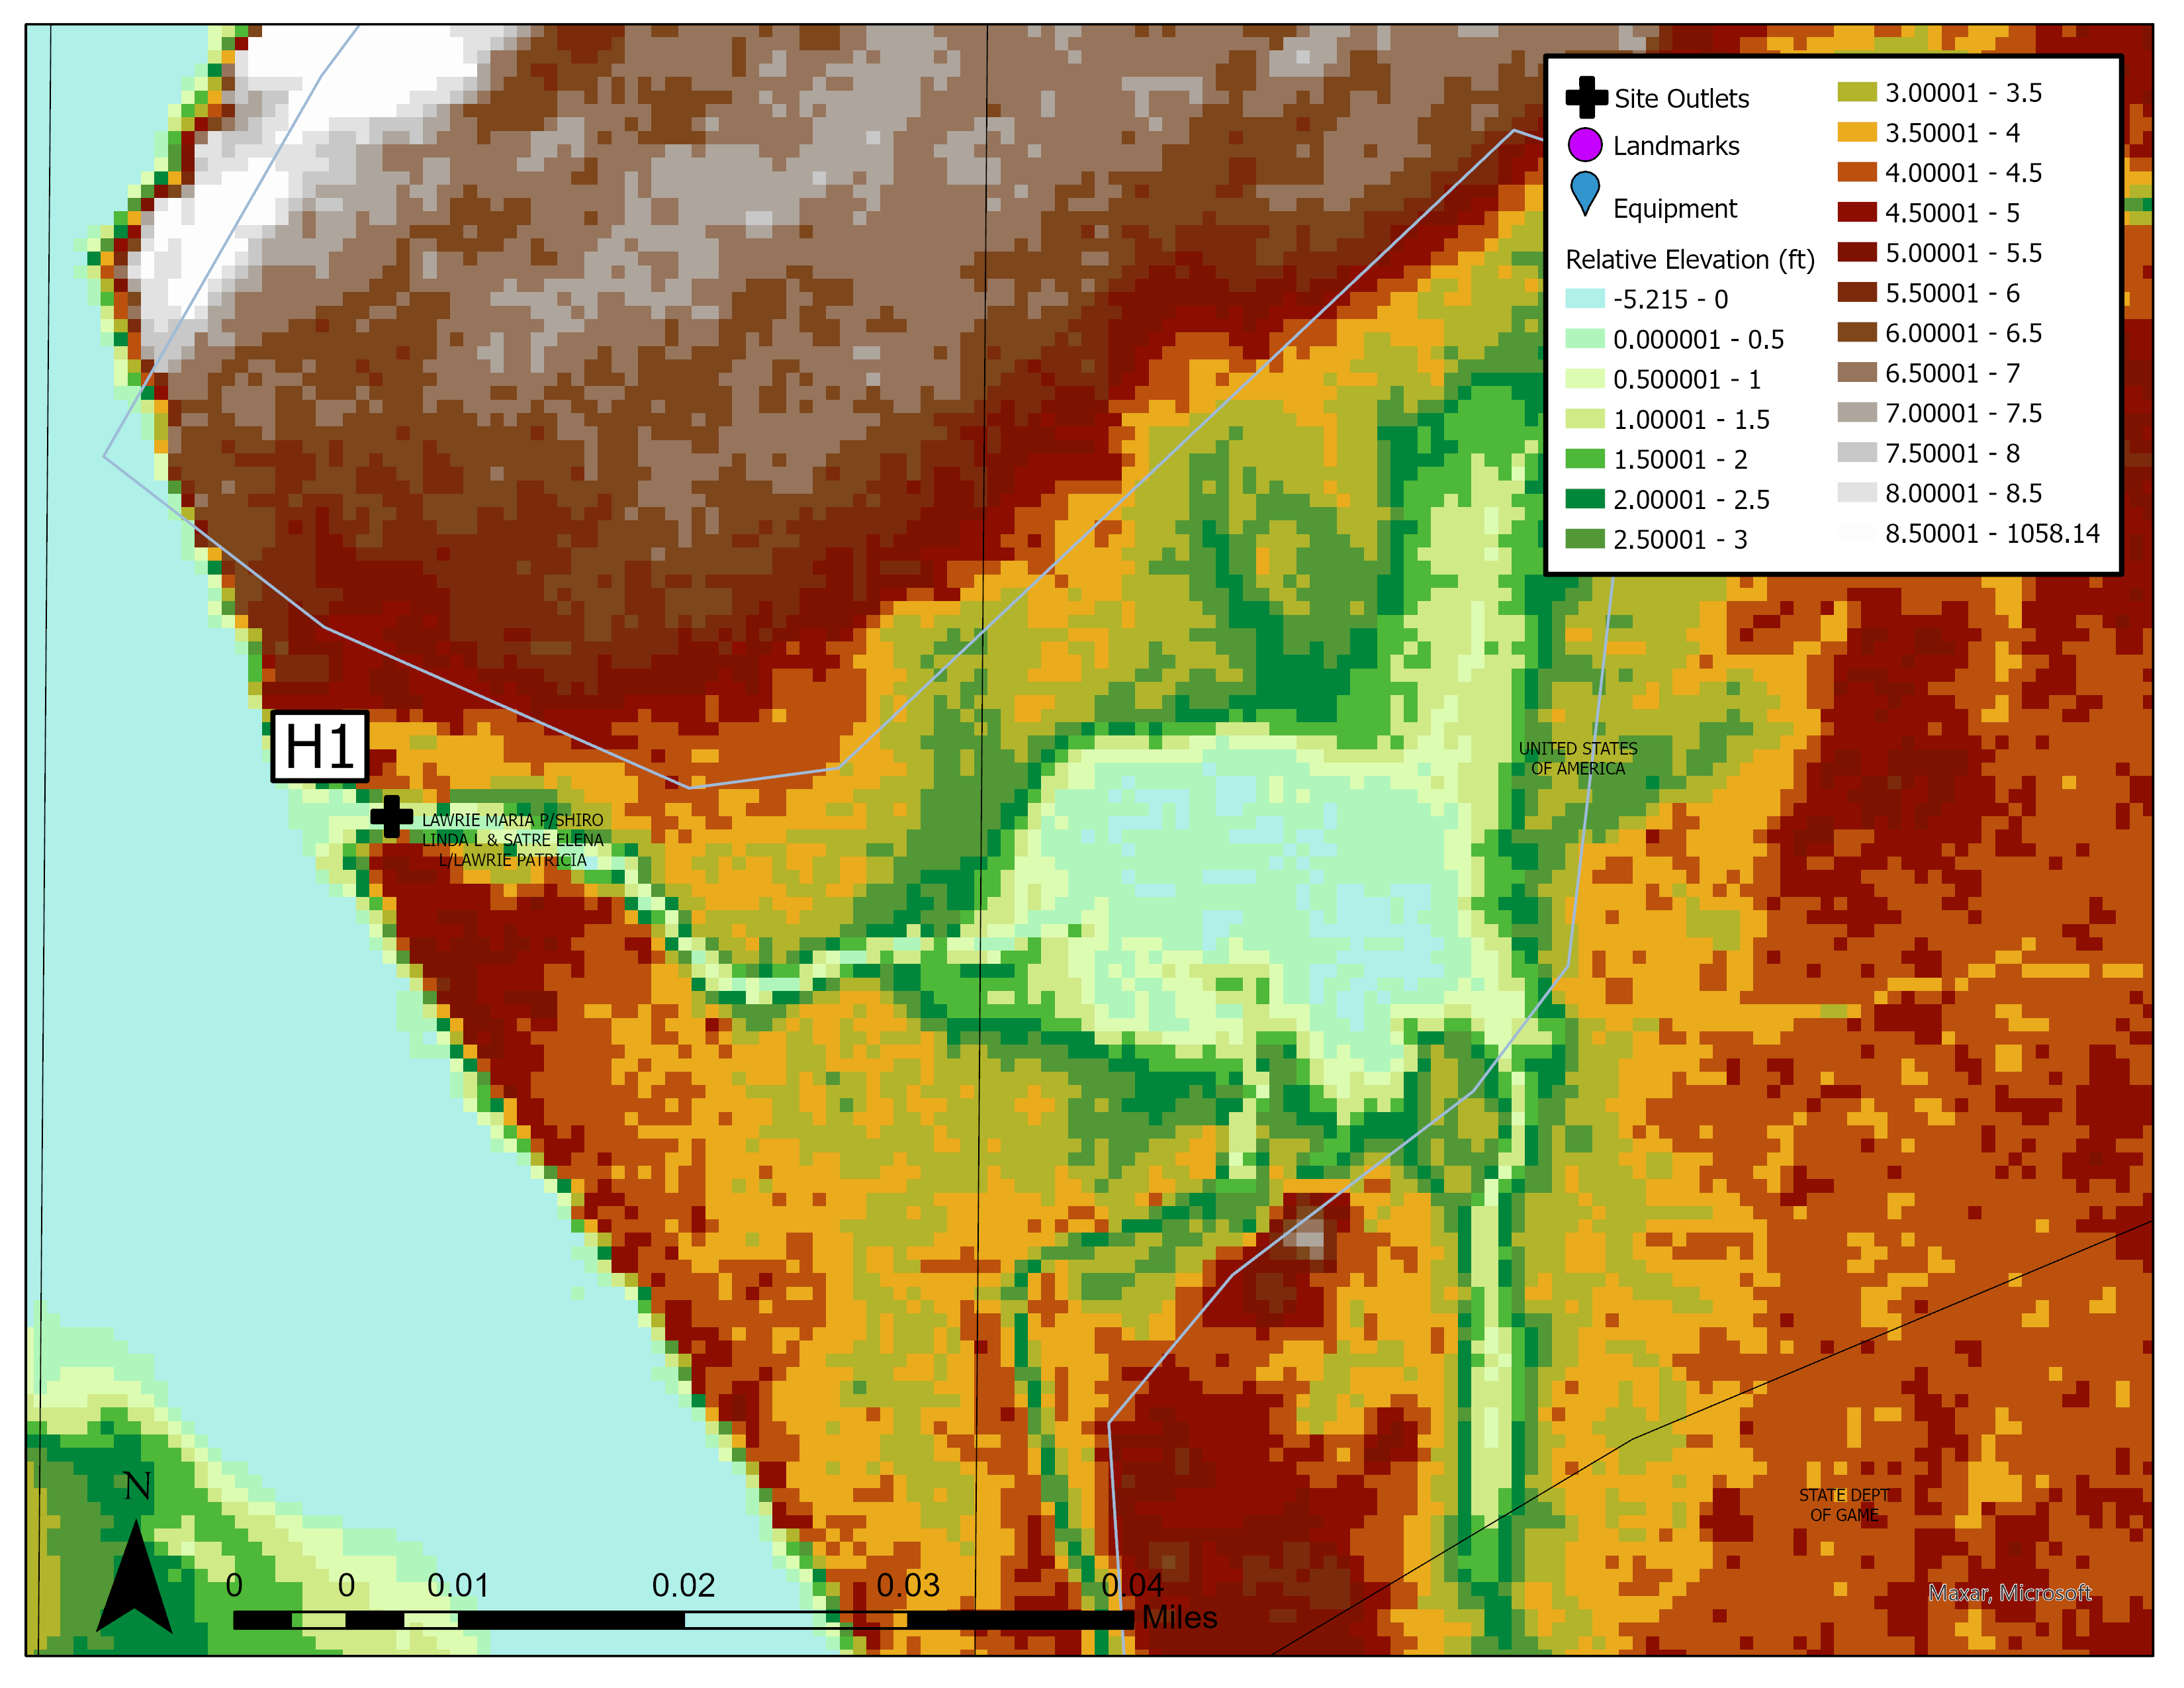 Site Outlets
Landmarks
Equipment
Relative Elevation (ft)
-5.215 - 0
0.000001 - 0.5
0.500001 - 1
1.00001 - 1.5
1.50001 - 2
2.00001 - 2.5
2.50001 - 3
3.00001 - 3.5
3.50001 - 4
4.00001 - 4.5
4.50001 - 5
5.00001 - 5.5
5.50001 - 6
6.00001 - 6.5
6.50001 - 7
7.00001 - 7.5
7.50001 - 8
8.00001 - 8.5
8.50001 - 1058.14
H1
UNITED STATES
OF AMERICA
LAWRIE MARIA P/SHIRO
LINDA L & SATRE ELENA
L/LAWRIE PATRICIA
STATE DEPT
OF GAME
N
0 0 0.01 0.02 0.03 0.04
Miles
Maxar, Microsoft